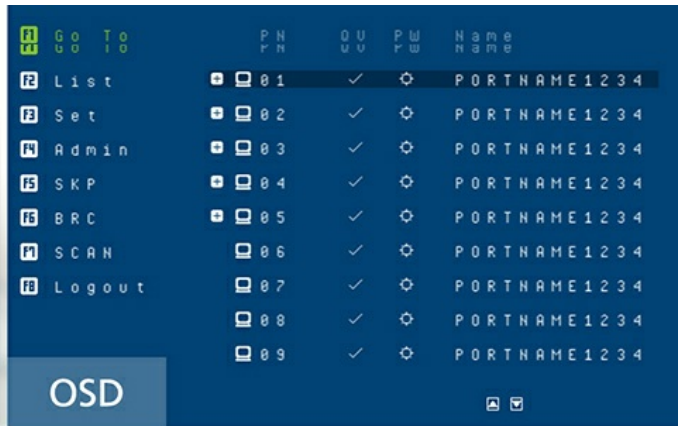 F1 Go To PN QV PW Name
F2 List 01 PORTNAME1234
F3 Set 02 PORTNAME1234
F4 Admin 03 PORTNAME1234
F5 SKP 04 PORTNAME1234
F6 BRC 05 PORTNAME1234
F7 SCAN 06 PORTNAME1234
F8 Logout 07 PORTNAME1234
08 PORTNAME1234
09 PORTNAME1234
OSD